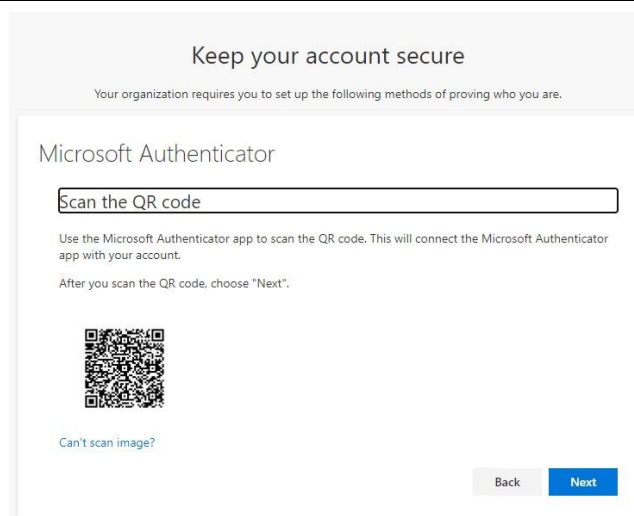 Keep your account secure
Your organization requires you to set up the following methods of proving who you are.
Microsoft Authenticator
Scan the QR code
Use the Microsoft Authenticator app to scan the QR code. This will connect the Microsoft Authenticator
app with your account.
After you scan the QR code, choose "Next".
Can't scan image?
Back
Next